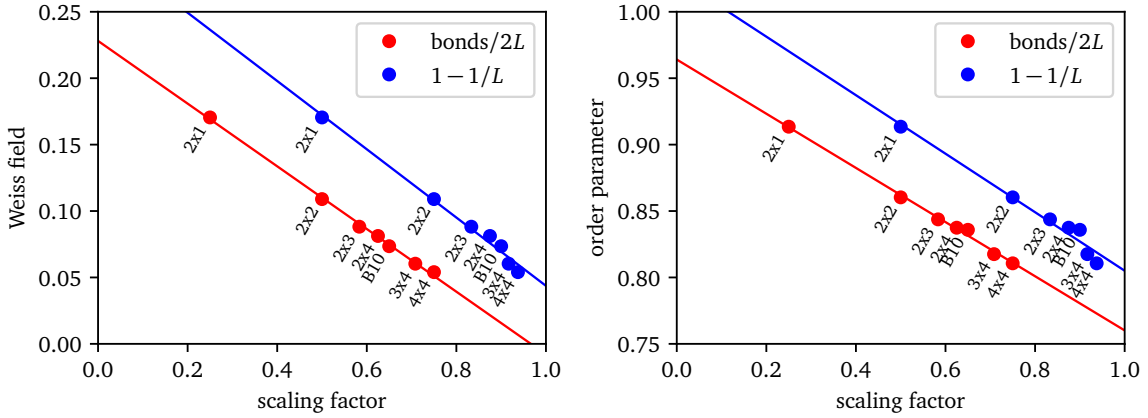 0.25
0.20
0.15
0.10
0.05
0.00
Weiss field
bonds/2L
1 − 1/L
2x1
2x1
2x2
2x2
2x3
2x4
B10
3x4
4x4
2x3
2x4
B10
3x4
4x4
0.0
0.2
0.4
0.6
0.8
1.0
scaling factor
1.00
0.95
0.90
0.85
0.80
0.75
order parameter
bonds/2L
1 − 1/L
2x1
2x1
2x2
2x2
2x3
2x4
B10
3x4
4x4
2x3
2x4
B10
3x4
4x4
0.0
0.2
0.4
0.6
0.8
1.0
scaling factor